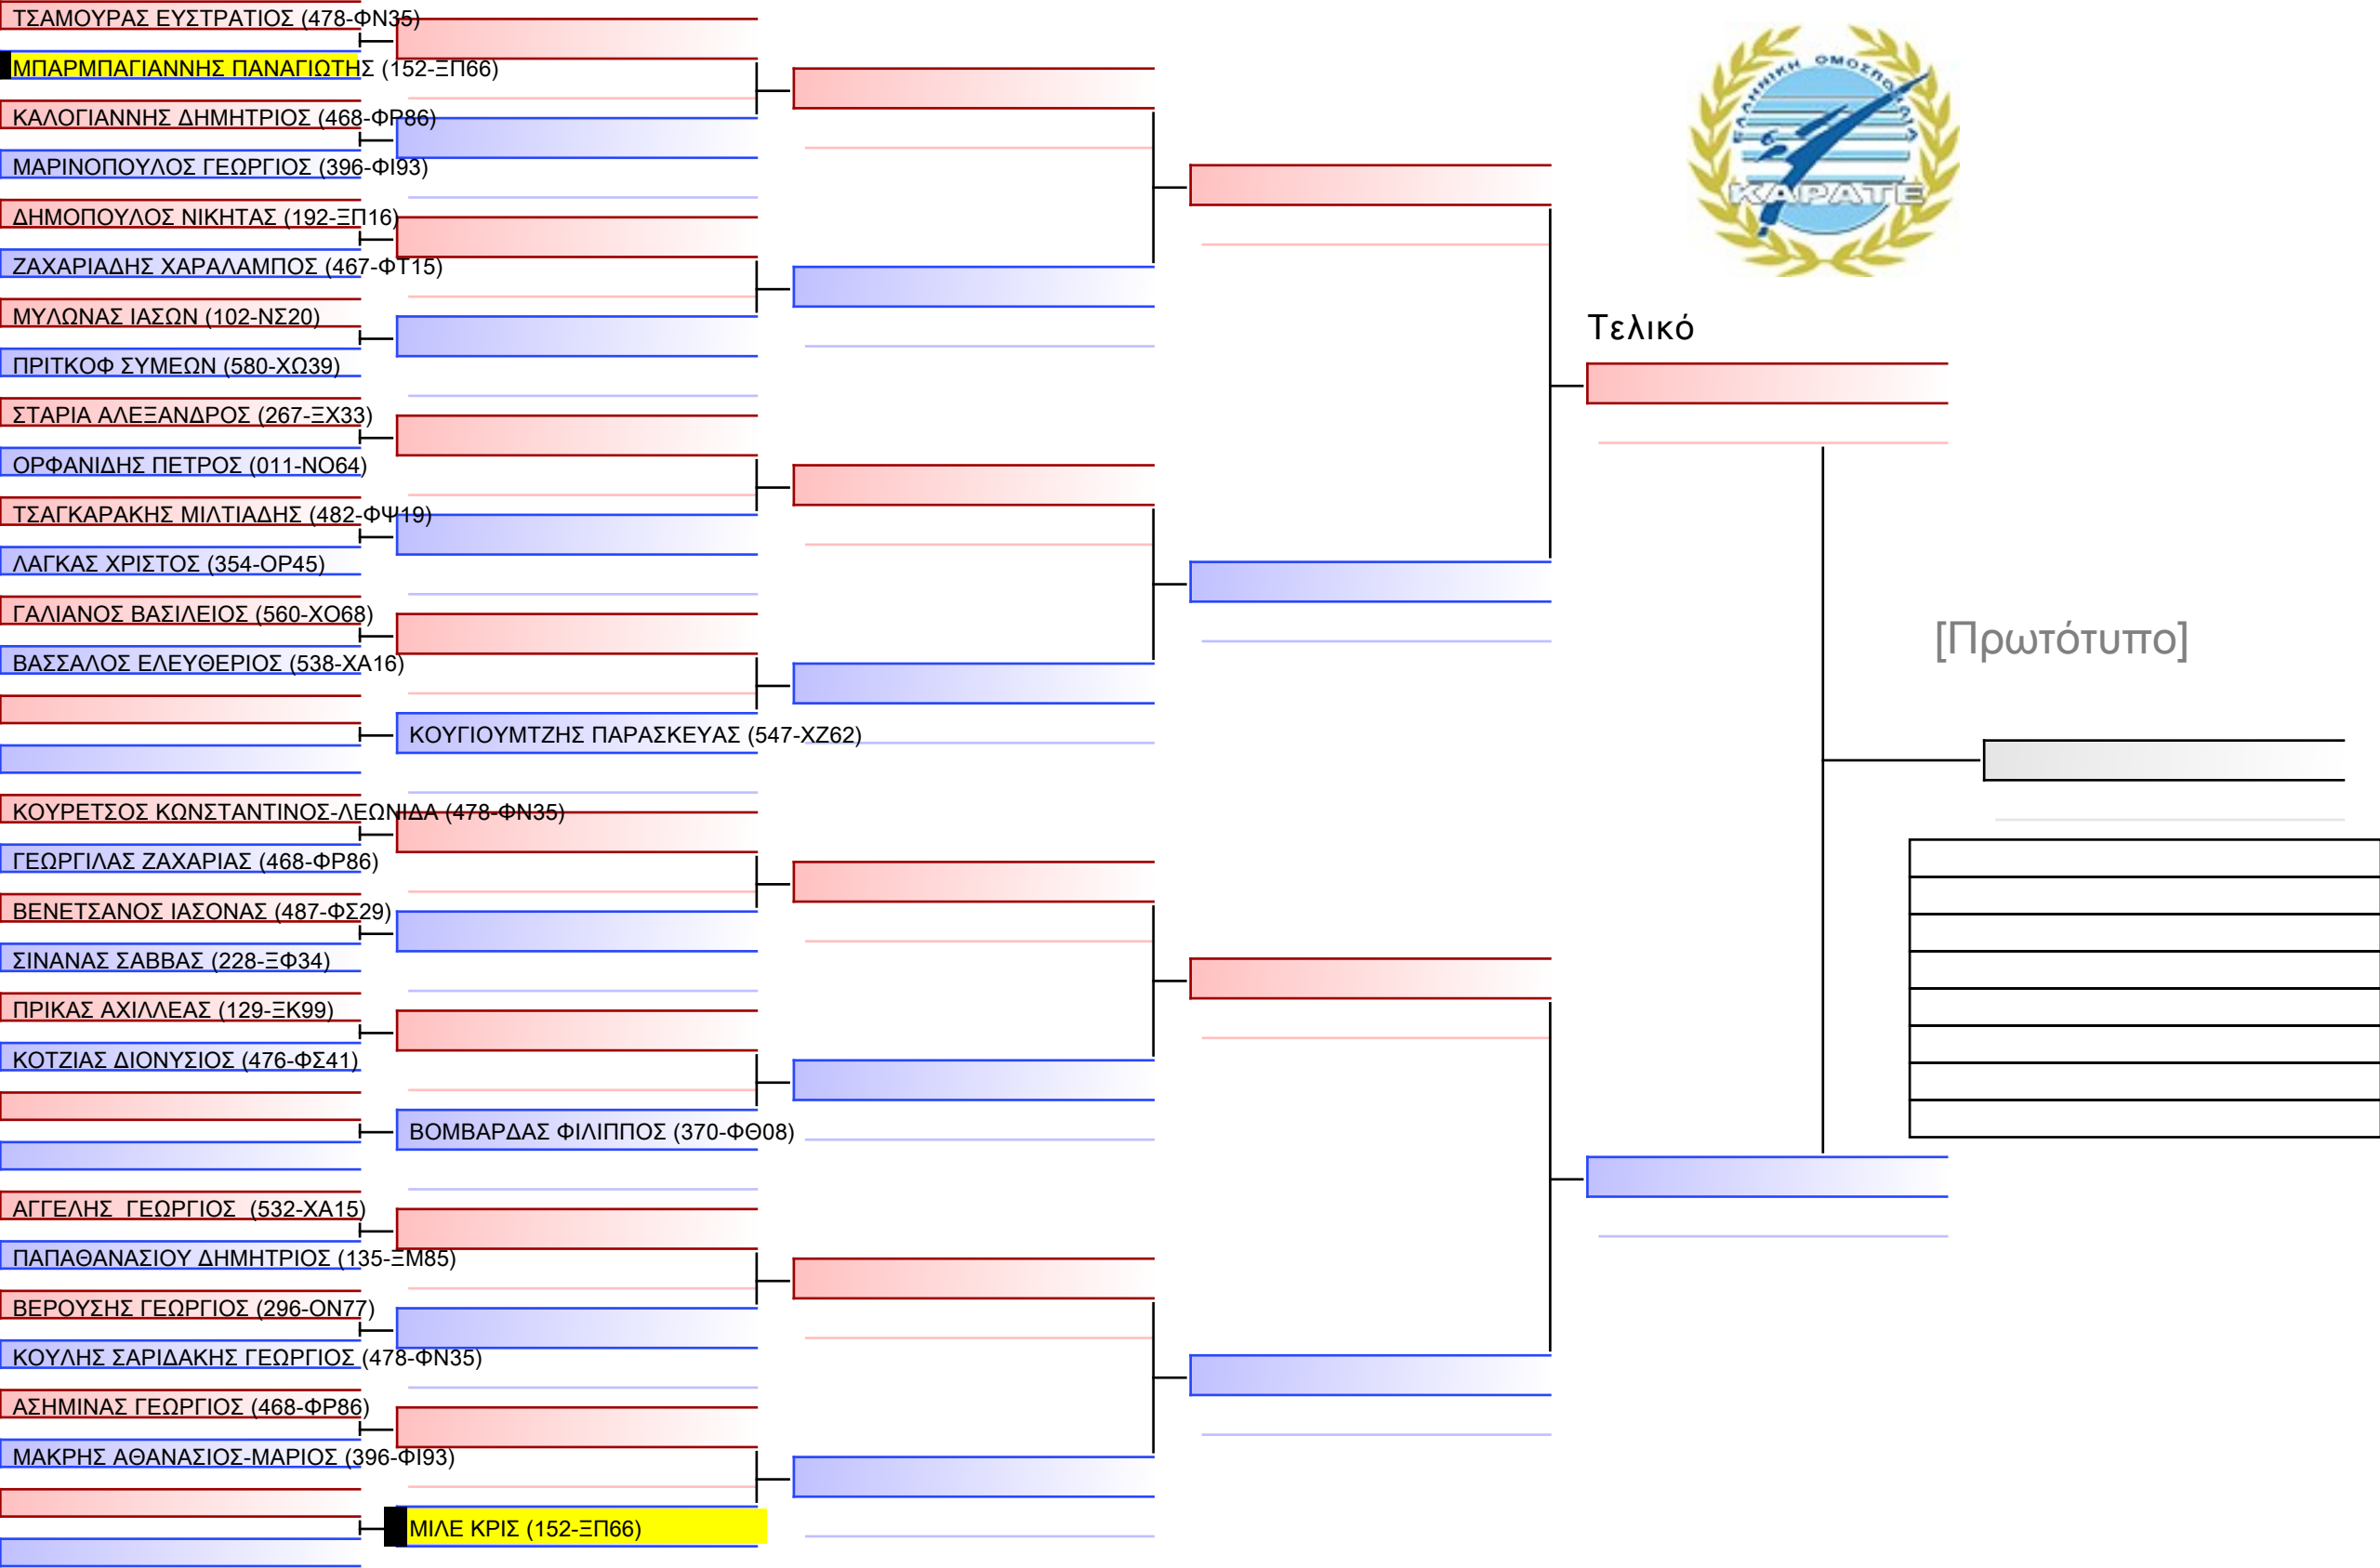 ΤΣΑΜΟΥΡΑΣ ΕΥΣΤΡΑΤΙΟΣ (478-ΦΝ35)
ΜΠΑΡΜΠΑΓΙΑΝΝΗΣ ΠΑΝΑΓΙΩΤΗΣ (152-ΞΠ66)
ΚΑΛΟΓΙΑΝΝΗΣ ΔΗΜΗΤΡΙΟΣ (468-ΦΡ86)
ΜΑΡΙΝΟΠΟΥΛΟΣ ΓΕΩΡΓΙΟΣ (396-ΦΙ93)
ΔΗΜΟΠΟΥΛΟΣ ΝΙΚΗΤΑΣ (192-ΞΠ16)
ΖΑΧΑΡΙΑΔΗΣ ΧΑΡΑΛΑΜΠΟΣ (467-ΦΤ15)
ΜΥΛΩΝΑΣ ΙΑΣΩΝ (102-ΝΣ20)
ΠΡΙΤΚΟΦ ΣΥΜΕΩΝ (580-ΧΩ39)
ΣΤΑΡΙΑ ΑΛΕΞΑΝΔΡΟΣ (267-ΞΧ33)
ΟΡΦΑΝΙΔΗΣ ΠΕΤΡΟΣ (011-ΝΟ64)
ΤΣΑΓΚΑΡΑΚΗΣ ΜΙΛΤΙΑΔΗΣ (482-ΦΨ19)
ΛΑΓΚΑΣ ΧΡΙΣΤΟΣ (354-ΟΡ45)
ΓΑΛΙΑΝΟΣ ΒΑΣΙΛΕΙΟΣ (560-ΧΟ68)
ΒΑΣΣΑΛΟΣ ΕΛΕΥΘΕΡΙΟΣ (538-ΧΑ16)
ΚΟΥΓΙΟΥΜΤΖΗΣ ΠΑΡΑΣΚΕΥΑΣ (547-ΧΖ62)
ΚΟΥΡΕΤΣΟΣ ΚΩΝΣΤΑΝΤΙΝΟΣ-ΛΕΩΝΙΔΑ (478-ΦΝ35)
ΓΕΩΡΓΙΛΑΣ ΖΑΧΑΡΙΑΣ (468-ΦΡ86)
ΒΕΝΕΤΣΑΝΟΣ ΙΑΣΟΝΑΣ (487-ΦΣ29)
ΣΙΝΑΝΑΣ ΣΑΒΒΑΣ (228-ΞΦ34)
ΠΡΙΚΑΣ ΑΧΙΛΛΕΑΣ (129-ΞΚ99)
ΚΟΤΖΙΑΣ ΔΙΟΝΥΣΙΟΣ (476-ΦΣ41)
ΒΟΜΒΑΡΔΑΣ ΦΙΛΙΠΠΟΣ (370-ΦΘ08)
ΑΓΓΕΛΗΣ  ΓΕΩΡΓΙΟΣ  (532-ΧΑ15)
ΠΑΠΑΘΑΝΑΣΙΟΥ ΔΗΜΗΤΡΙΟΣ (135-ΞΜ85)
ΒΕΡΟΥΣΗΣ ΓΕΩΡΓΙΟΣ (296-ΟΝ77)
ΚΟΥΛΗΣ ΣΑΡΙΔΑΚΗΣ ΓΕΩΡΓΙΟΣ (478-ΦΝ35)
ΑΣΗΜΙΝΑΣ ΓΕΩΡΓΙΟΣ (468-ΦΡ86)
ΜΑΚΡΗΣ ΑΘΑΝΑΣΙΟΣ-ΜΑΡΙΟΣ (396-ΦΙ93)
ΜΙΛΕ ΚΡΙΣ (152-ΞΠ66)
ΕΛΛΗΝΙΚΗ ΟΜΟΣΠΟΝΔΙΑ
ΚΑΡΑΤΕ
Τελικό
[Πρωτότυπο]